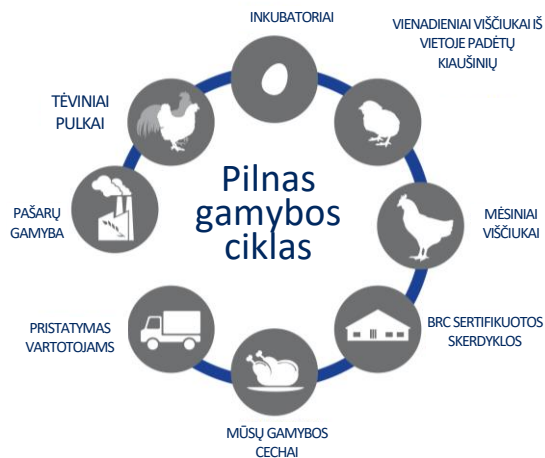 INKUBATORIAI
VIENADIENIAI VIŠČIUKAI IŠ
VIETOJE PADĖTŲ
KIAUŠINIŲ
TĖVINIAI
PULKAI
Pilnas
gamybos
ciklas
PAŠARŲ
GAMYBA
MĖSINIAI
VIŠČIUKAI
PRISTATYMAS
VARTOTOJAMS
BRC SERTIFIKUOTOS
SKERDYKLOS
MŪSŲ GAMYBOS
CECHAI